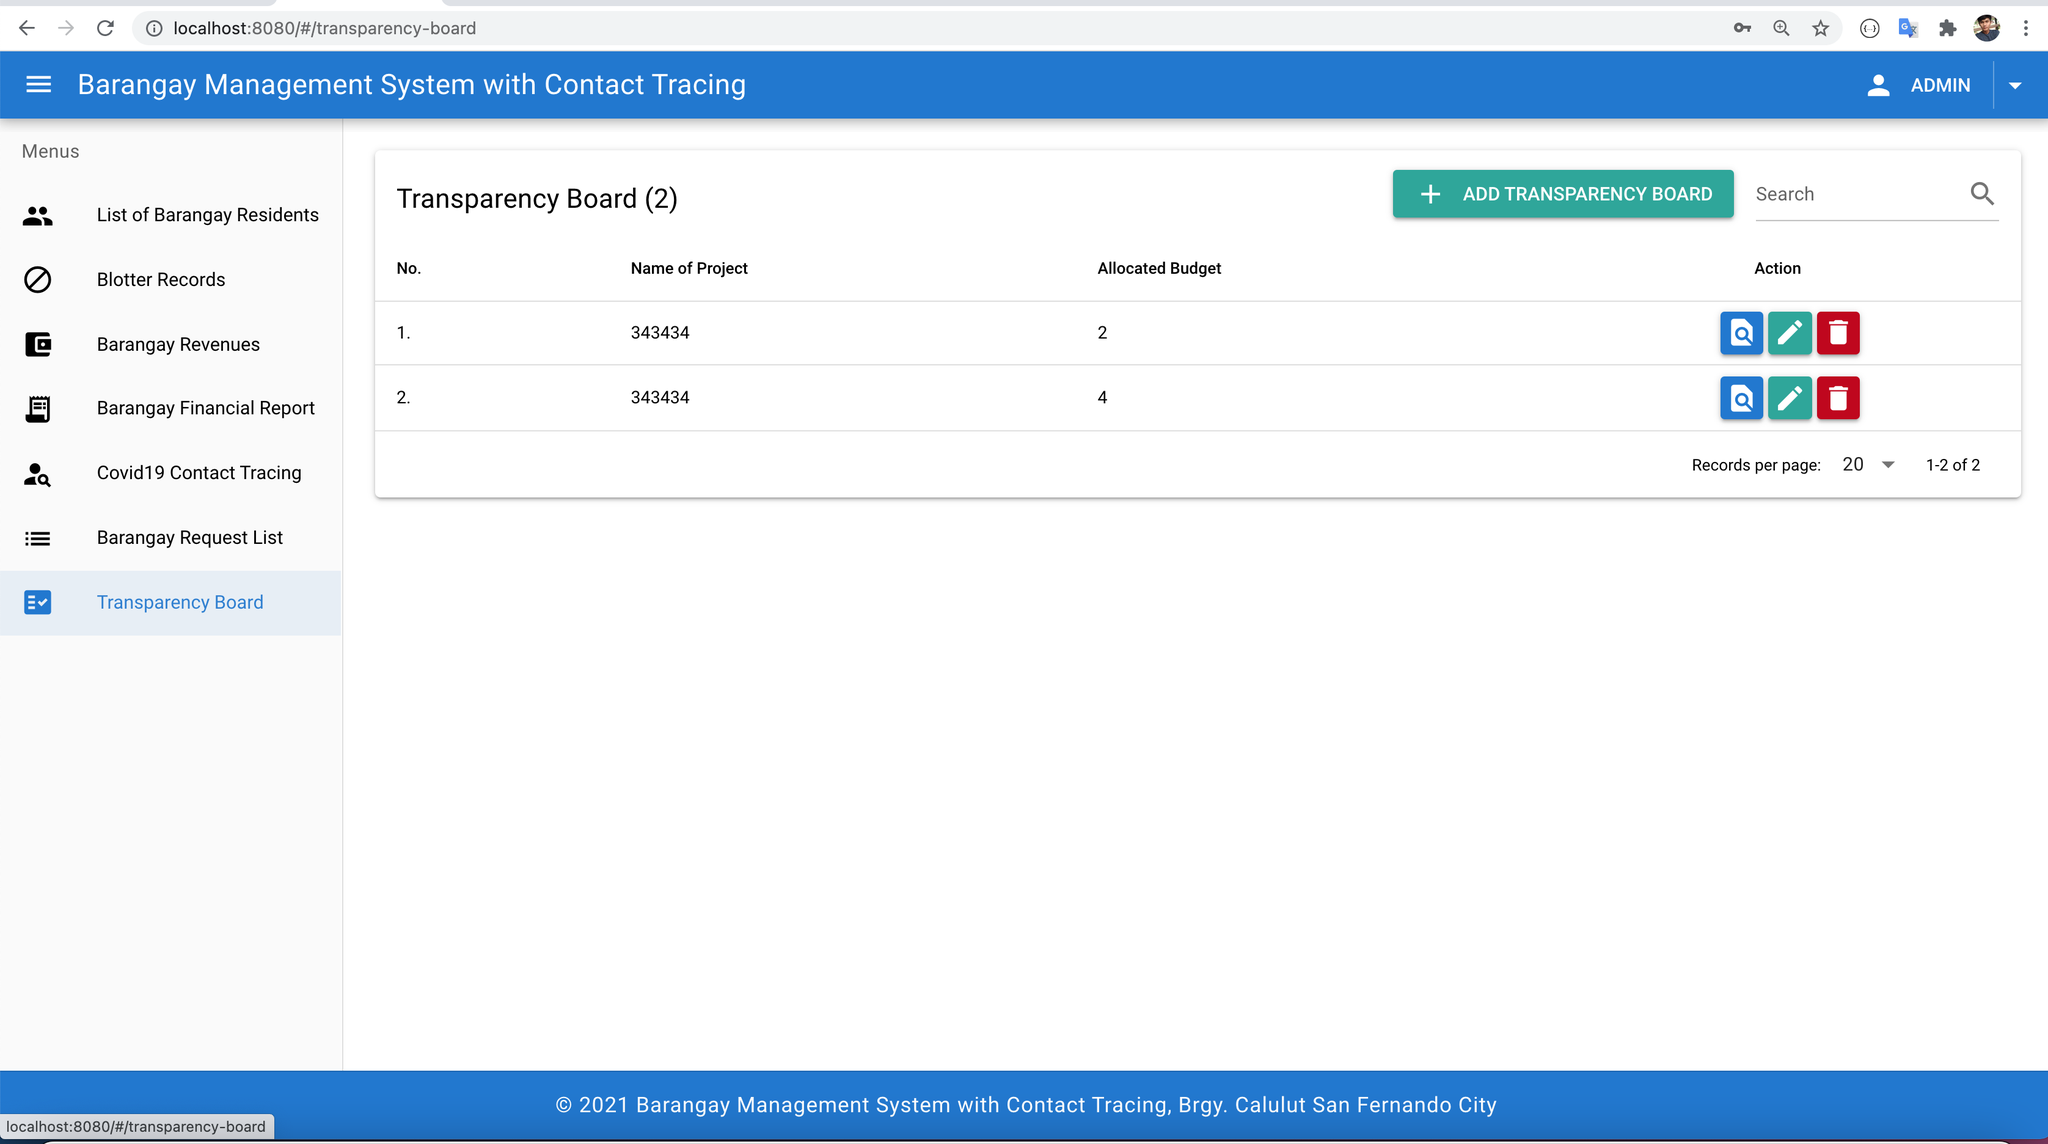 localhost:8080/#/transparency-board
Barangay Management System with Contact Tracing
ADMIN
Menus
List of Barangay Residents
Blotter Records
Barangay Revenues
Barangay Financial Report
Covid19 Contact Tracing
Barangay Request List
Transparency Board
Transparency Board (2)
ADD TRANSPARENCY BOARD
Search
No. Name of Project Allocated Budget Action
1. 343434 2
2. 343434 4
Records per page: 20 1-2 of 2
© 2021 Barangay Management System with Contact Tracing, Brgy. Calulut San Fernando City
localhost:8080/#/transparency-board